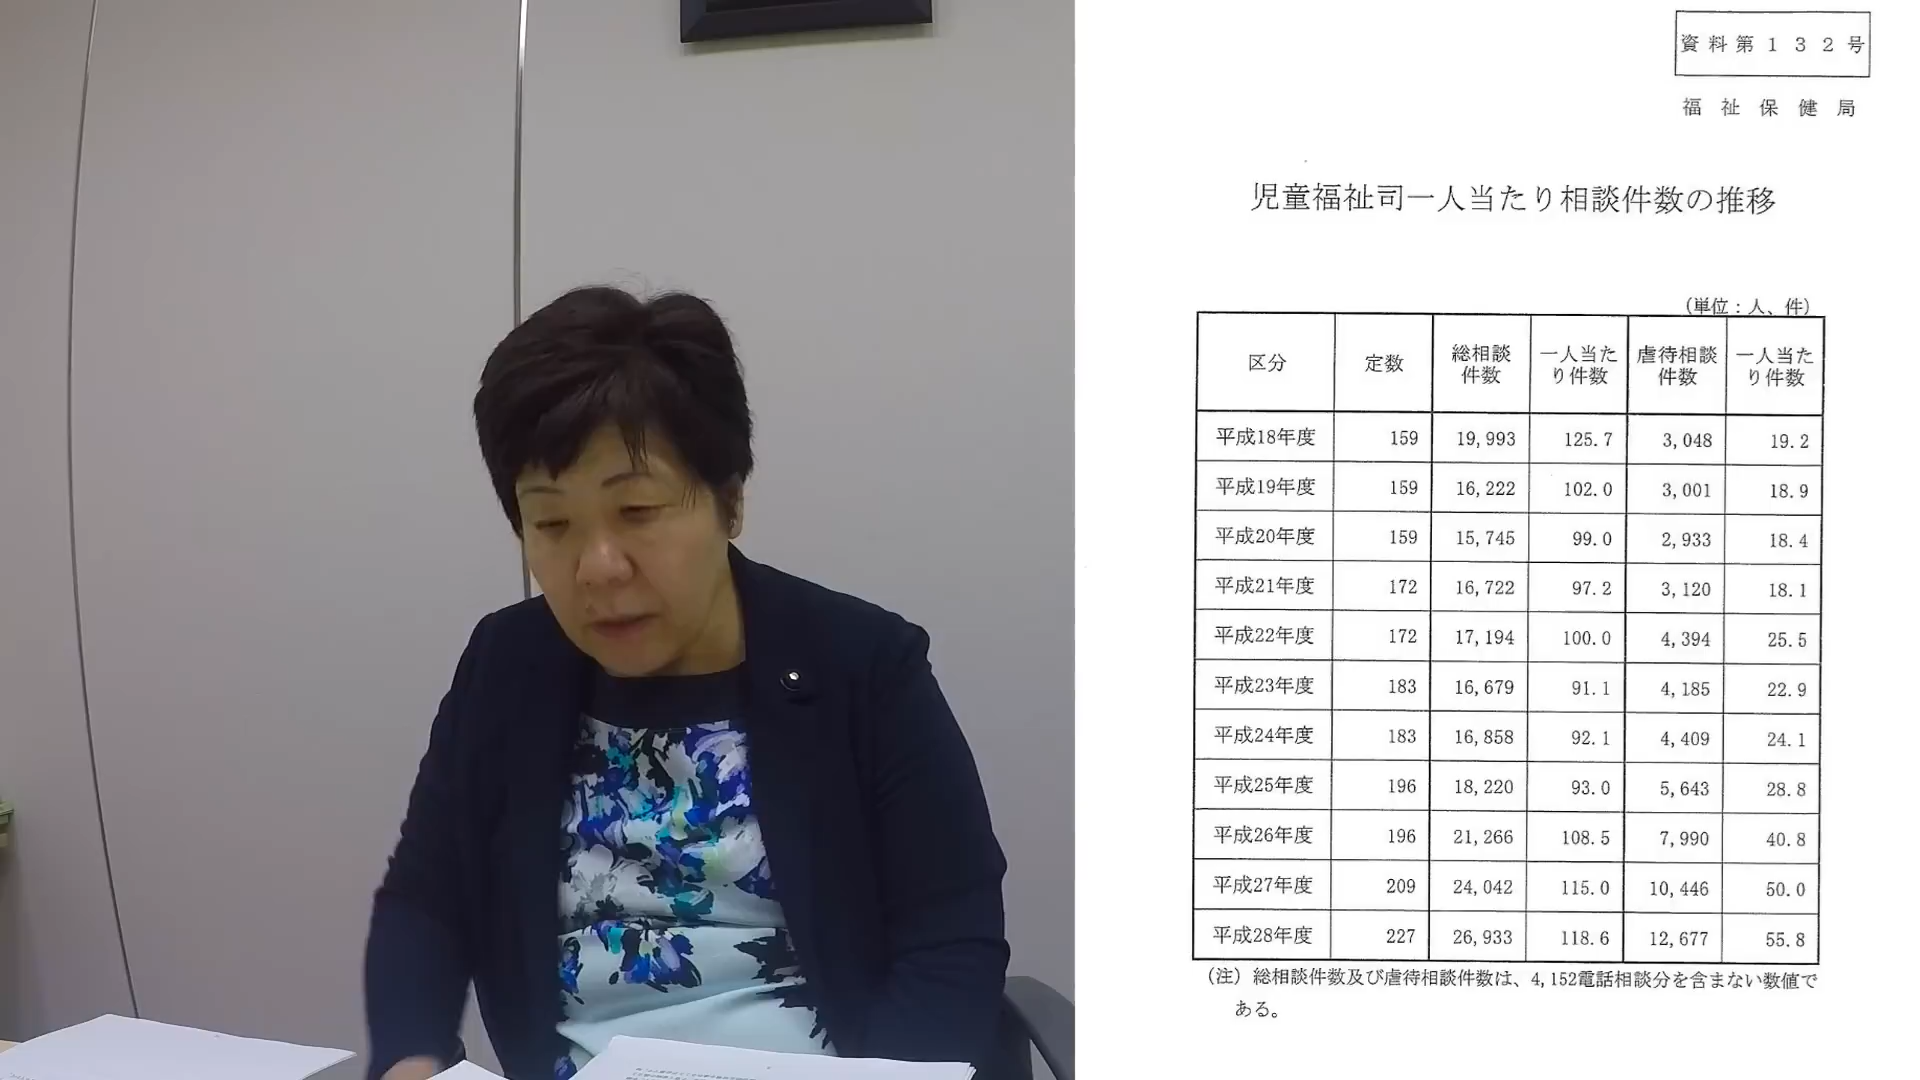 資料第１３２号
福祉保健局
児童福祉司一人当たり相談件数の推移
（単位：人、件）
区分 定数 総相談件数 一人当たり件数 虐待相談件数 一人当たり件数
平成18年度 159 19,993 125.7 3,048 19.2
平成19年度 159 16,222 102.0 3,001 18.9
平成20年度 159 15,745 99.0 2,933 18.4
平成21年度 172 16,722 97.2 3,120 18.1
平成22年度 172 17,194 100.0 4,394 25.5
平成23年度 183 16,679 91.1 4,185 22.9
平成24年度 183 16,858 92.1 4,409 24.1
平成25年度 196 18,220 93.0 5,643 28.8
平成26年度 196 21,266 108.5 7,990 40.8
平成27年度 209 24,042 115.0 10,446 50.0
平成28年度 227 26,933 118.6 12,677 55.8
（注）総相談件数及び虐待相談件数は、4,152電話相談分を含まない数値で
ある。